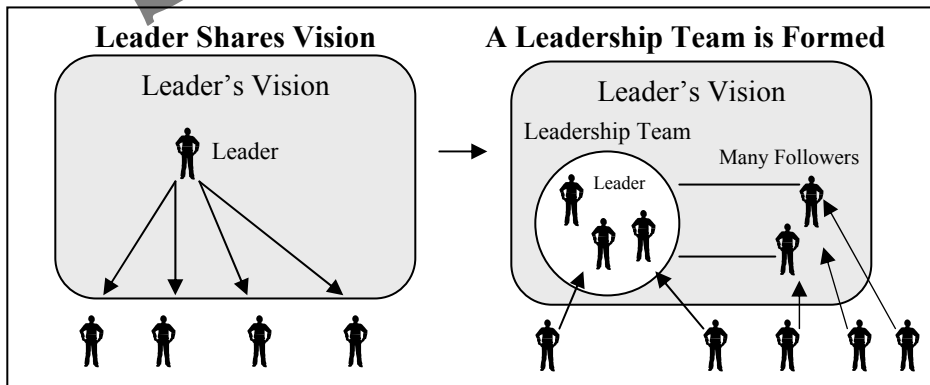 Leader Shares Vision
Leader's Vision
Leader
A Leadership Team is Formed
Leader's Vision
Leadership Team
Leader
Many Followers